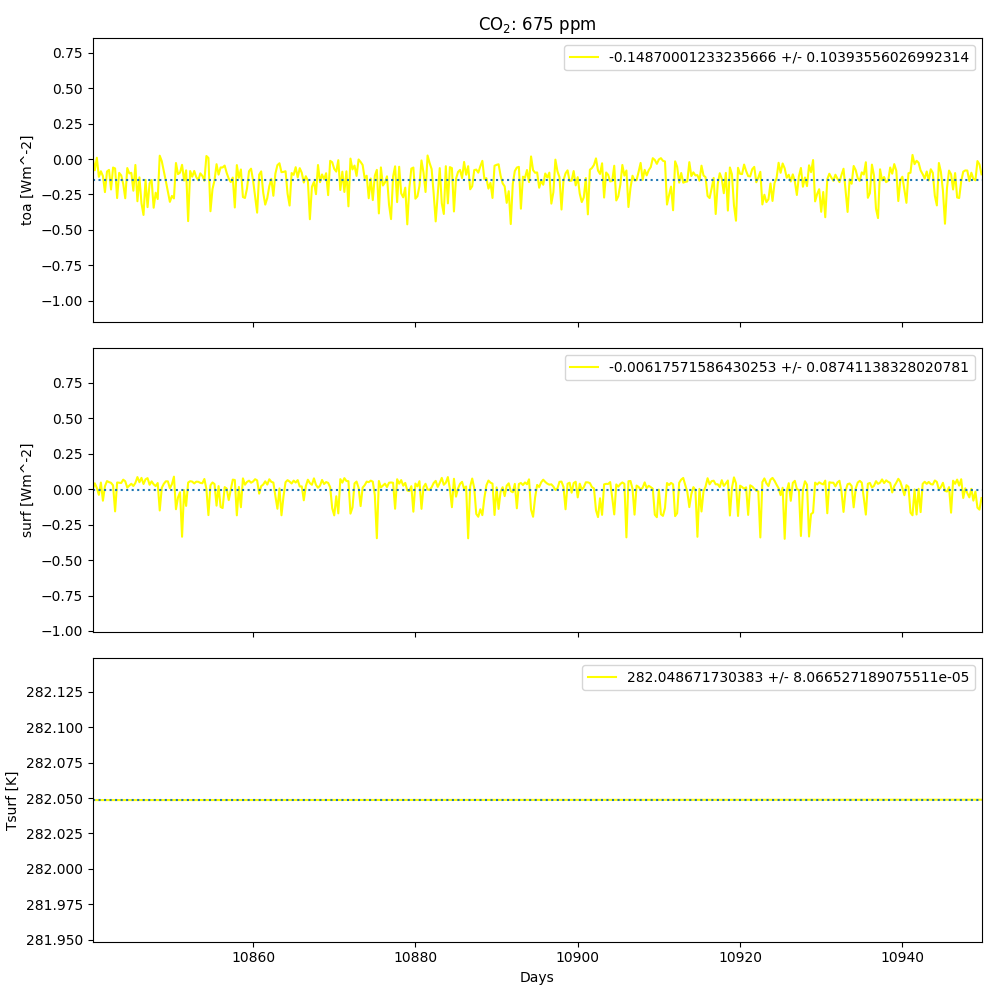 CO₂: 675 ppm
0.75
0.50
0.25
0.00
−0.25
−0.50
−0.75
−1.00
toa [Wm^-2]
-0.14870001233235666 +/- 0.10393556026992314
0.75
0.50
0.25
0.00
−0.25
−0.50
−0.75
−1.00
surf [Wm^-2]
-0.00617571586430253 +/- 0.08741138328020781
282.125
282.100
282.075
282.050
282.025
282.000
281.975
281.950
Tsurf [K]
282.048671730383 +/- 8.066527189075511e-05
10860 10880 10900 10920 10940
Days